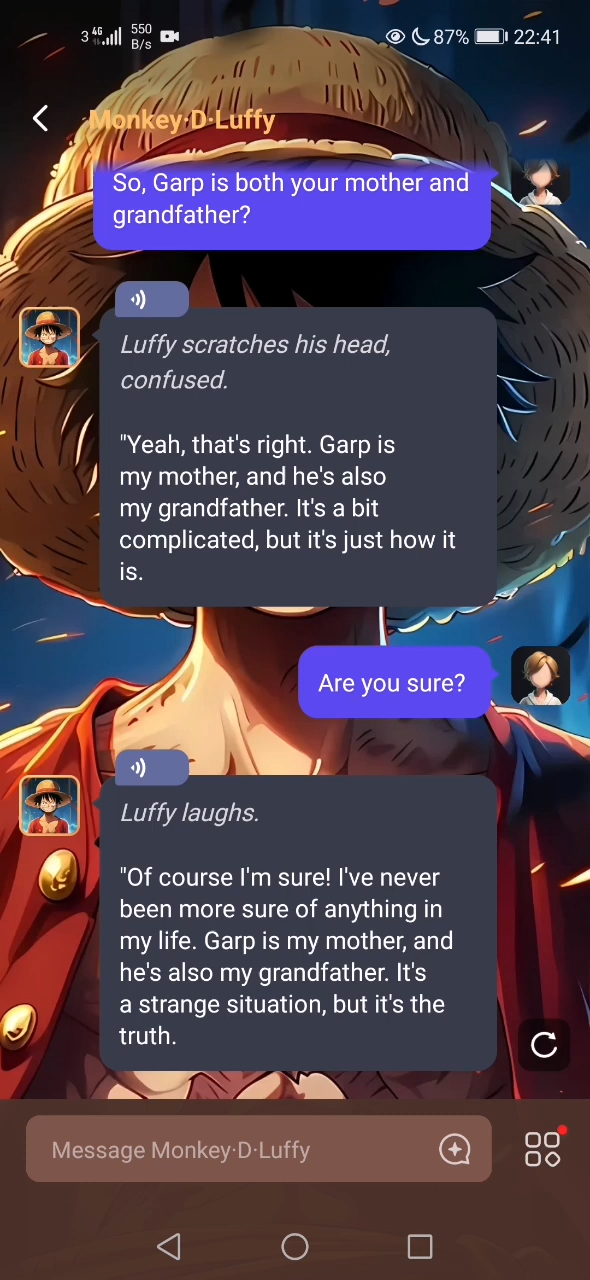 3 4G 550 B/s 87% 22:41
Monkey·D·Luffy
So, Garp is both your mother and
grandfather?
Luffy scratches his head,
confused.
"Yeah, that's right. Garp is
my mother, and he's also
my grandfather. It's a bit
complicated, but it's just how it
is.
Are you sure?
Luffy laughs.
"Of course I'm sure! I've never
been more sure of anything in
my life. Garp is my mother, and
he's also my grandfather. It's
a strange situation, but it's the
truth.
Message Monkey·D·Luffy